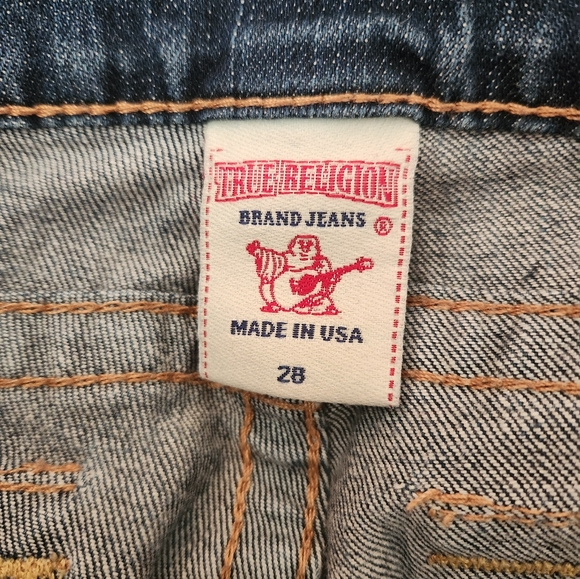 TRUE RELIGION
BRAND JEANS ®
MADE IN USA
28